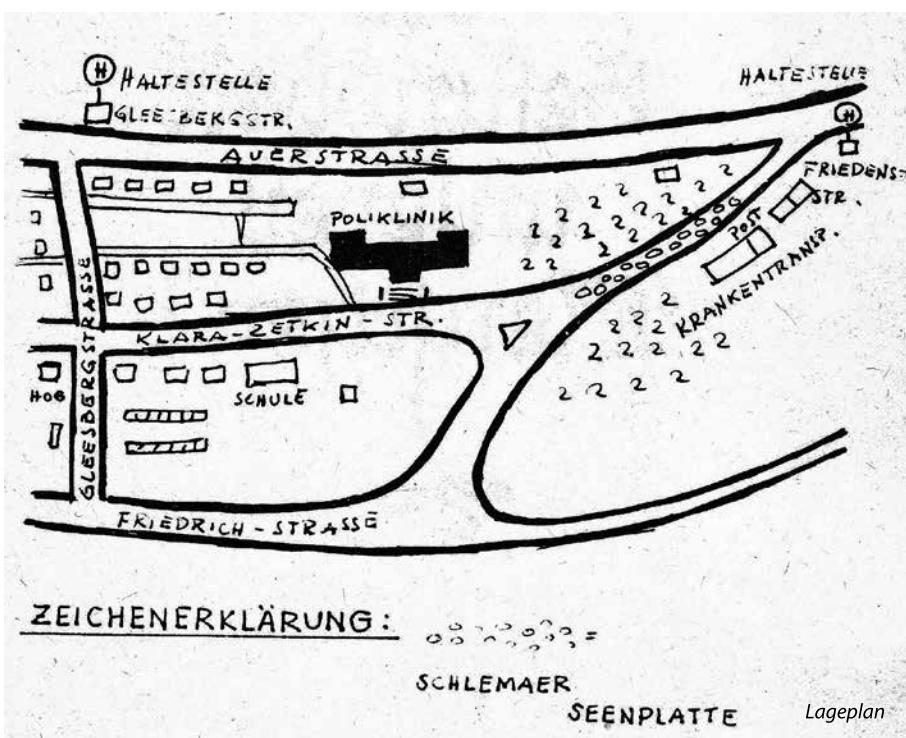 H HALTESTELLE
GLEESBERGSTR.
HALTESTELLE
H
FRIEDENS=
STR.
AUERSTRASSE
POLIKLINIK
POST
KRANKENTRANSP.
KLARA-ZETKIN-STR.
GLEESBERGSTRASSE
HOG
SCHULE
FRIEDRICH-STRASSE
ZEICHENERKLÄRUNG:
=
SCHLEMAER
SEENPLATTE
Lageplan